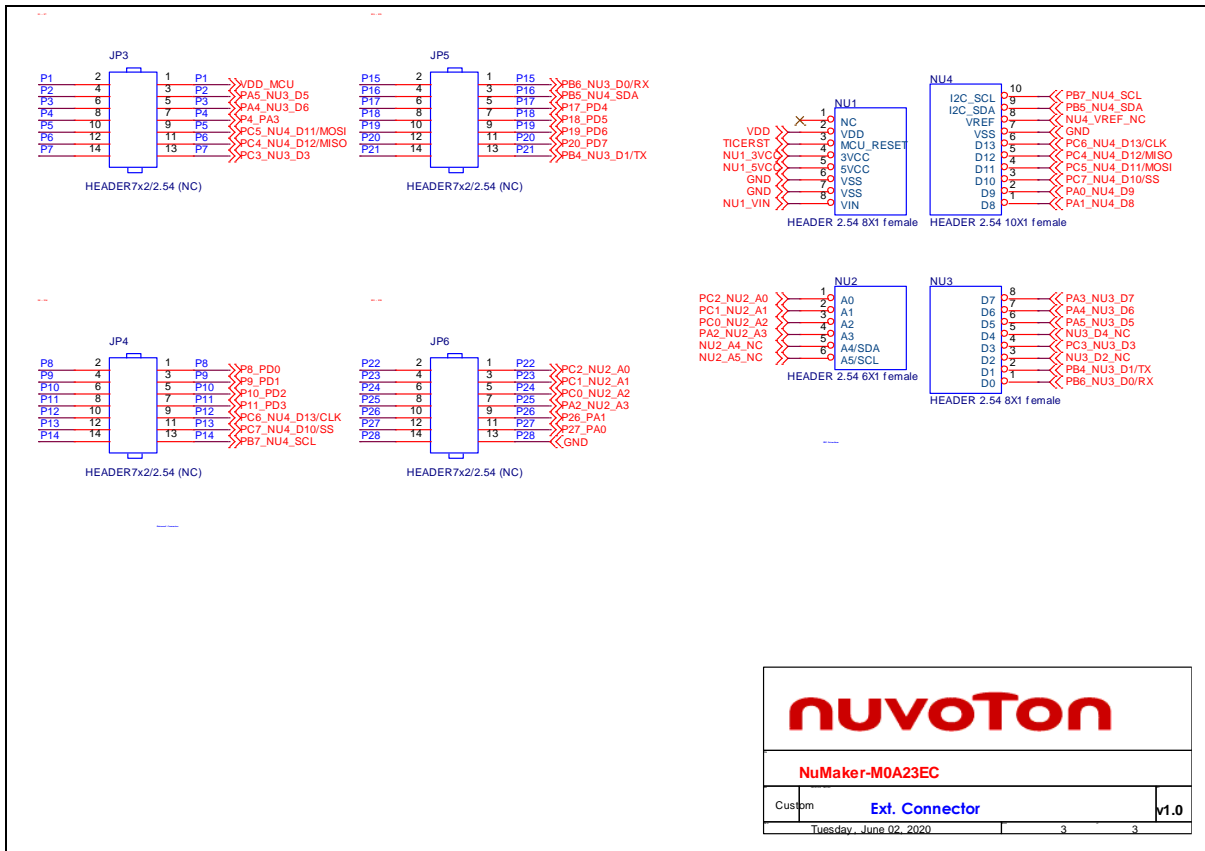 JP3
P1 2 1 P1 VDD_MCU
P2 4 3 P2 PA5_NU3_D5
P3 6 5 P3 PA4_NU3_D6
P4 8 7 P4 P4_PA3
P5 10 9 P5 PC5_NU4_D11/MOSI
P6 12 11 P6 PC4_NU4_D12/MISO
P7 14 13 P7 PC3_NU3_D3
HEADER7x2/2.54 (NC)
JP5
P15 2 1 P15 PB6_NU3_D0/RX
P16 4 3 P16 PB5_NU4_SDA
P17 6 5 P17 P17_PD4
P18 8 7 P18 P18_PD5
P19 10 9 P19 P19_PD6
P20 12 11 P20 P20_PD7
P21 14 13 P21 PB4_NU3_D1/TX
HEADER7x2/2.54 (NC)
NU1
1 NC
VDD 2 VDD
TICERST 3 MCU_RESET
NU1_3VCC 4 3VCC
NU1_5VCC 5 5VCC
GND 6 VSS
GND 7 VSS
NU1_VIN 8 VIN
HEADER 2.54 8X1 female
NU4
I2C_SCL 10 PB7_NU4_SCL
I2C_SDA 9 PB5_NU4_SDA
VREF 8 NU4_VREF_NC
VSS 7 GND
D13 6 PC6_NU4_D13/CLK
D12 5 PC4_NU4_D12/MISO
D11 4 PC5_NU4_D11/MOSI
D10 3 PC7_NU4_D10/SS
D9 2 PA0_NU4_D9
D8 1 PA1_NU4_D8
HEADER 2.54 10X1 female
JP4
P8 2 1 P8 P8_PD0
P9 4 3 P9 P9_PD1
P10 6 5 P10 P10_PD2
P11 8 7 P11 P11_PD3
P12 10 9 P12 PC6_NU4_D13/CLK
P13 12 11 P13 PC7_NU4_D10/SS
P14 14 13 P14 PB7_NU4_SCL
HEADER7x2/2.54 (NC)
JP6
P22 2 1 P22 PC2_NU2_A0
P23 4 3 P23 PC1_NU2_A1
P24 6 5 P24 PC0_NU2_A2
P25 8 7 P25 PA2_NU2_A3
P26 10 9 P26 P26_PA1
P27 12 11 P27 P27_PA0
P28 14 13 P28 GND
HEADER7x2/2.54 (NC)
NU2
PC2_NU2_A0 1 A0
PC1_NU2_A1 2 A1
PC0_NU2_A2 3 A2
PA2_NU2_A3 4 A3
NU2_A4_NC 5 A4/SDA
NU2_A5_NC 6 A5/SCL
HEADER 2.54 6X1 female
NU3
D7 8 PA3_NU3_D7
D6 7 PA4_NU3_D6
D5 6 PA5_NU3_D5
D4 5 NU3_D4_NC
D3 4 PC3_NU3_D3
D2 3 NU3_D2_NC
D1 2 PB4_NU3_D1/TX
D0 1 PB6_NU3_D0/RX
HEADER 2.54 8X1 female
nuvoTon
NuMaker-M0A23EC
Custom Ext. Connector v1.0
Tuesday, June 02, 2020 3 3